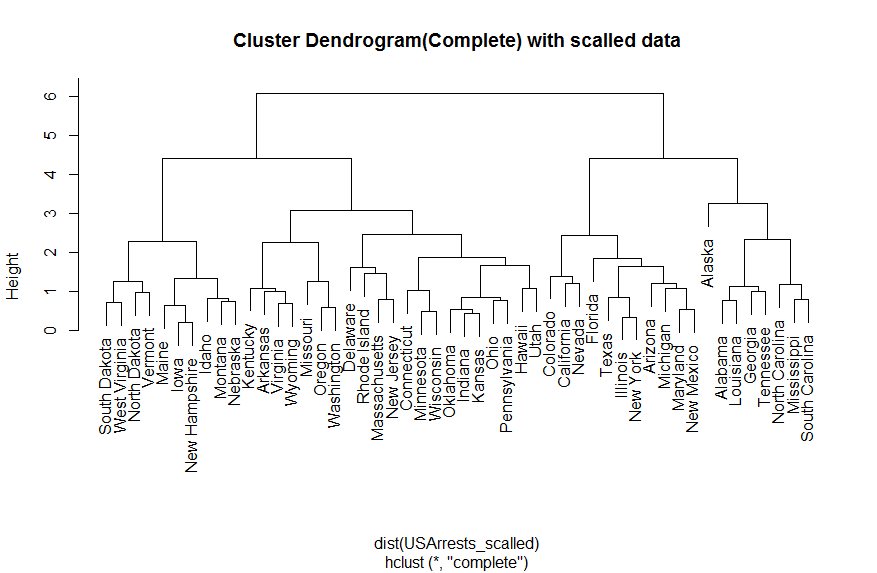 Cluster Dendrogram(Complete) with scalled data
Height
6
5
4
3
2
1
0
South Dakota
West Virginia
North Dakota
Vermont
Maine
Iowa
New Hampshire
Idaho
Montana
Nebraska
Kentucky
Arkansas
Virginia
Wyoming
Missouri
Oregon
Washington
Delaware
Rhode Island
Massachusetts
New Jersey
Connecticut
Minnesota
Wisconsin
Oklahoma
Indiana
Kansas
Ohio
Pennsylvania
Hawaii
Utah
Colorado
California
Nevada
Florida
Texas
Illinois
New York
Arizona
Michigan
Maryland
New Mexico
Alaska
Alabama
Louisiana
Georgia
Tennessee
North Carolina
Mississippi
South Carolina
dist(USArrests_scalled)
hclust (*, "complete")